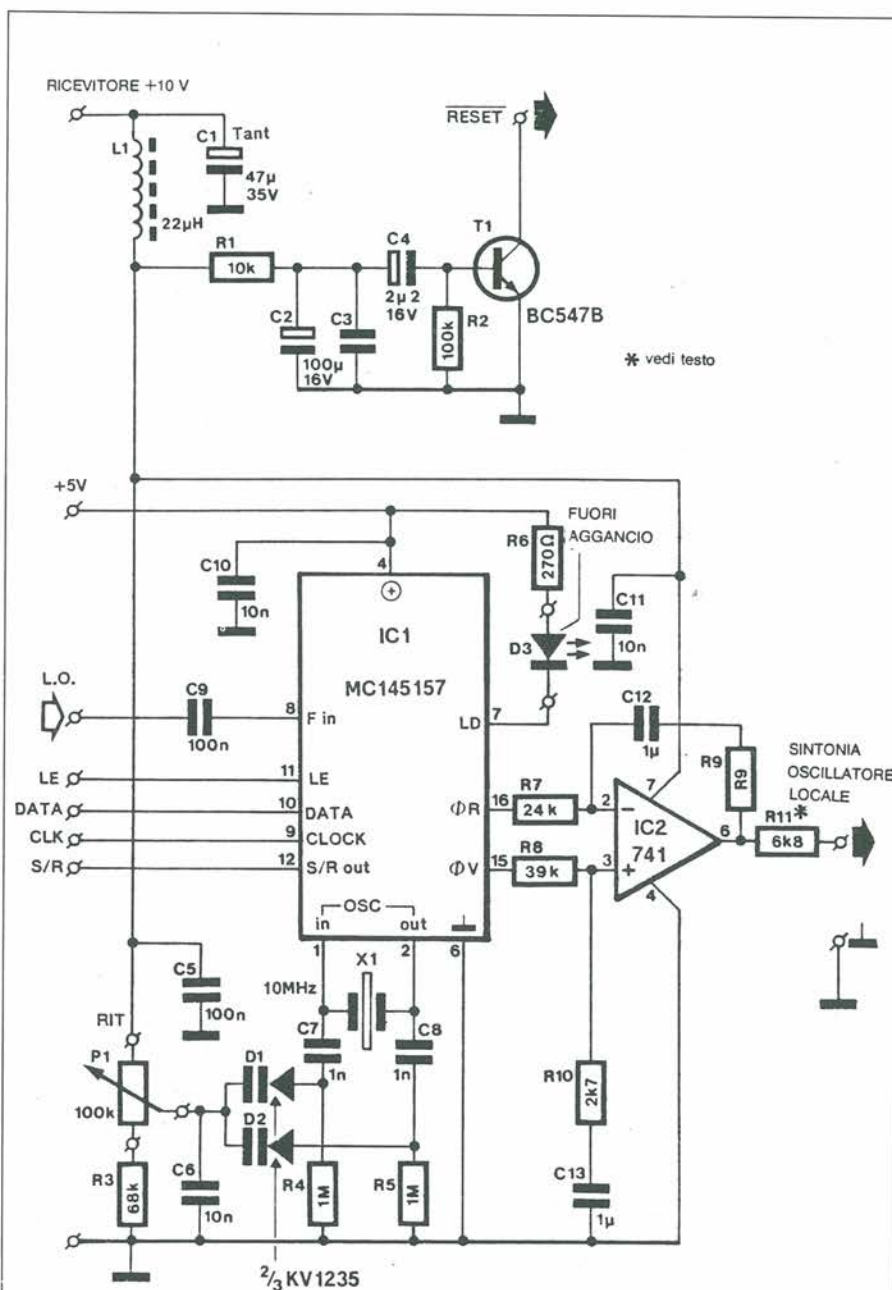 RICEVITORE +10 V
C1 Tant
47µ
35V
L1
22µH
RESET
T1
BC547B
R1
10k
C4
2µ2
16V
C2
100µ
16V
C3
R2
100k
* vedi testo
+5V
C10
10n
4
IC1
MC145157
R6
270Ω
FUORI
AGGANCIO
D3
C11
10n
L.O.
C9
100n
8
F in
LD
7
C12
1µ
R9
R9
SINTONIA
OSCILLATORE
LOCALE
LE
11
LE
DATA
10
DATA
CLK
9
CLOCK
S/R
12
S/R out
ΦR
16
R7
24k
ΦV
15
R8
39k
2
−
3
+
IC2
741
7
6
4
R11*
6k8
OSC
in
out
1
2
6
X1
10MHz
C7
1n
C8
1n
C5
100n
RIT
P1
100k
D1
D2
R3
68k
C6
10n
R4
1M
R5
1M
R10
2k7
C13
1µ
2/3 KV1235